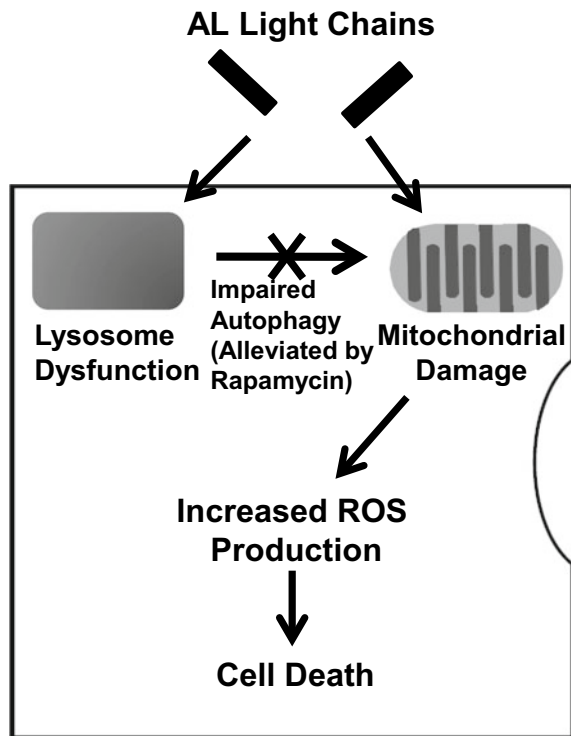 AL Light Chains
Impaired
Autophagy
(Alleviated by
Rapamycin)
Lysosome
Dysfunction
Mitochondrial
Damage
Increased ROS
Production
Cell Death